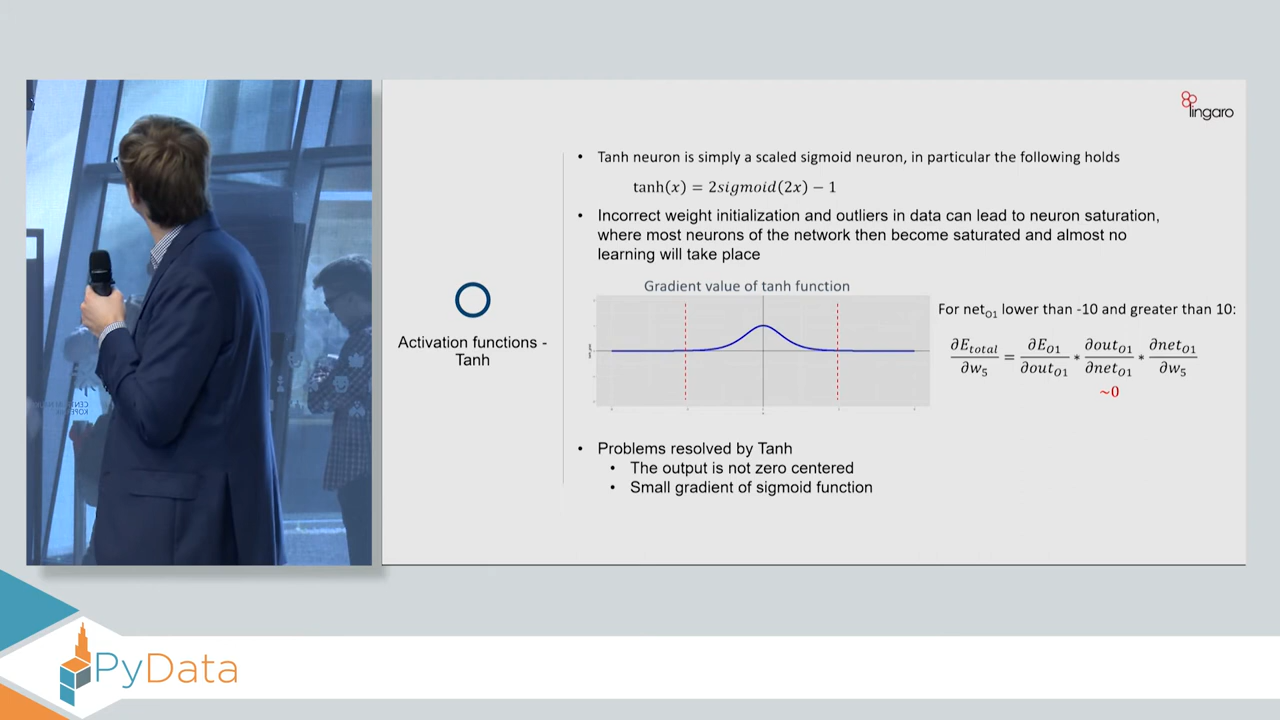 lingaro
• Tanh neuron is simply a scaled sigmoid neuron, in particular the following holds
tanh(x) = 2sigmoid(2x) − 1
• Incorrect weight initialization and outliers in data can lead to neuron saturation,
where most neurons of the network then become saturated and almost no
learning will take place
Activation functions -
Tanh
Gradient value of tanh function
For net_O1 lower than -10 and greater than 10:
∂E_total/∂w_5 = ∂E_O1/∂out_O1 * ∂out_O1/∂net_O1 * ∂net_O1/∂w_5
~0
• Problems resolved by Tanh
• The output is not zero centered
• Small gradient of sigmoid function
PyData